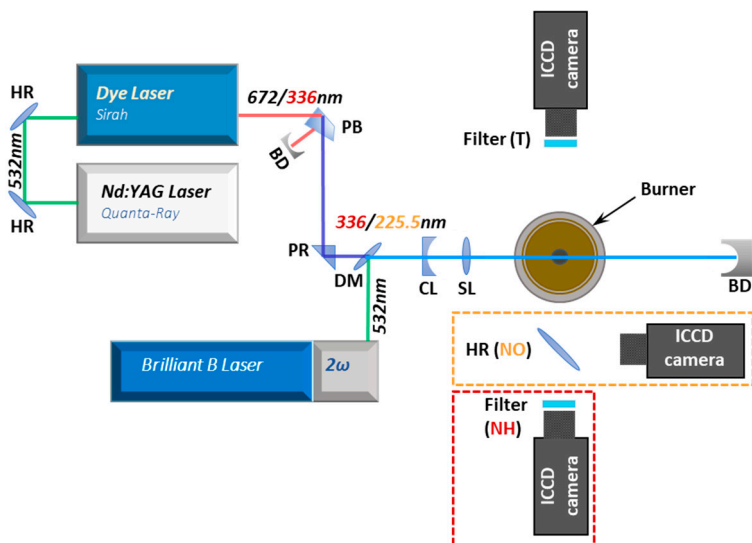 ICCD
camera
HR
Dye Laser
Sirah
672/336nm
PB
Filter (T)
BD
532nm
Nd:YAG Laser
Quanta-Ray
HR
Burner
336/225.5nm
PR
DM
CL
SL
BD
532nm
Brilliant B Laser
2ω
HR (NO)
ICCD
camera
Filter
(NH)
ICCD
camera